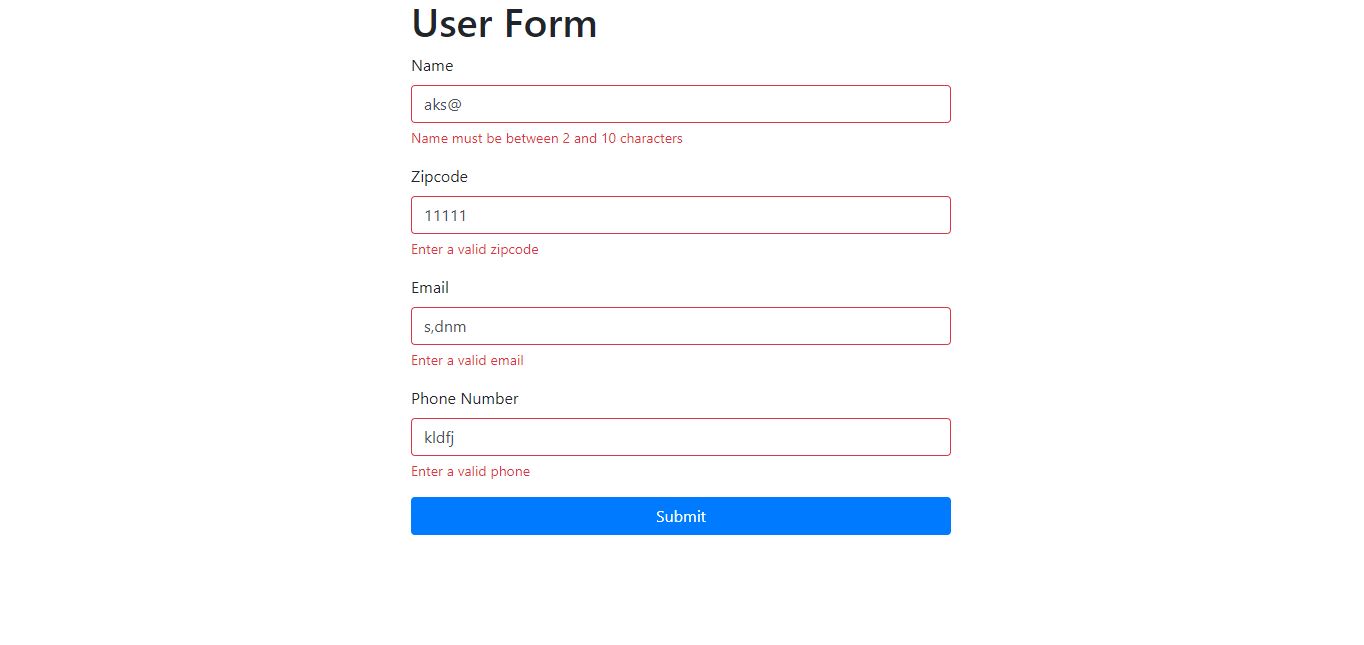 User Form
Name
aks@
Name must be between 2 and 10 characters
Zipcode
11111
Enter a valid zipcode
Email
s,dnm
Enter a valid email
Phone Number
kldfj
Enter a valid phone
Submit